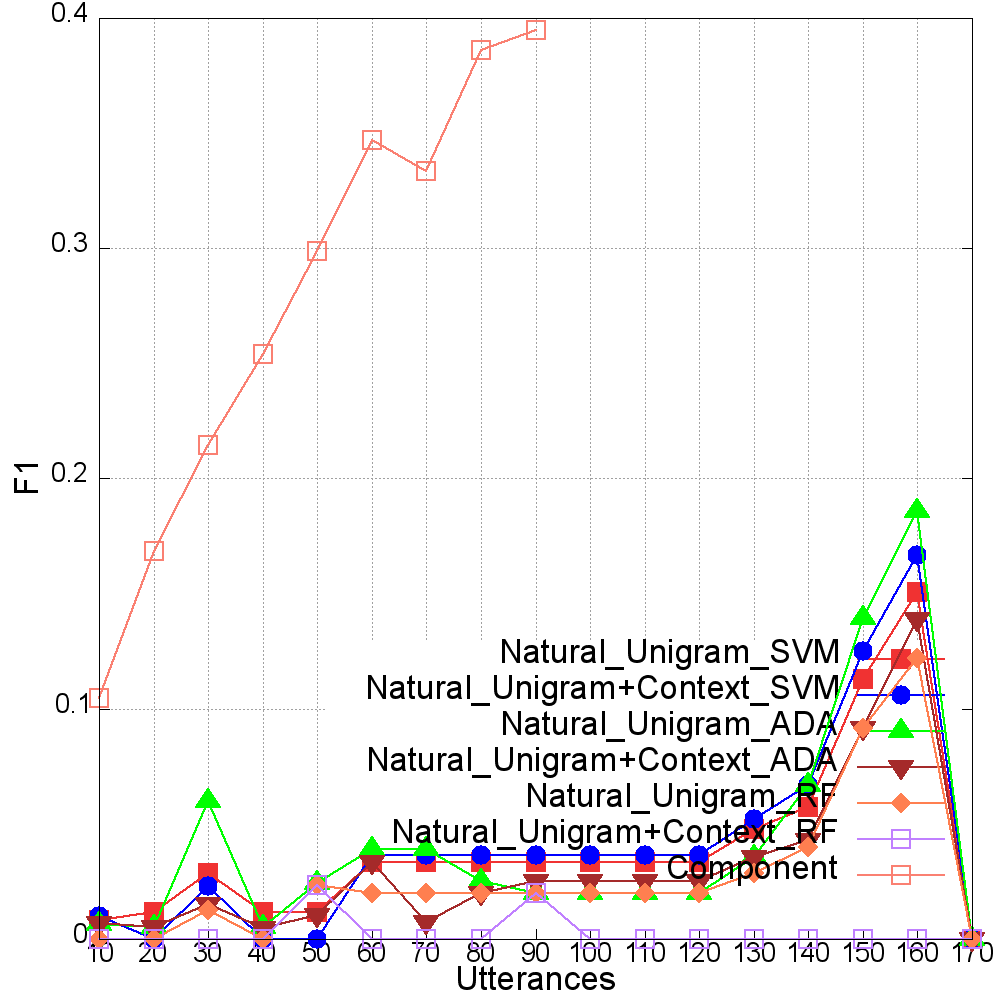 0.4
0.3
0.2
0.1
0
F1
Natural_Unigram_SVM
Natural_Unigram+Context_SVM
Natural_Unigram_ADA
Natural_Unigram+Context_ADA
Natural_Unigram_RF
Natural_Unigram+Context_RF
Component
10 20 30 40 50 60 70 80 90 100 110 120 130 140 150 160 170
Utterances